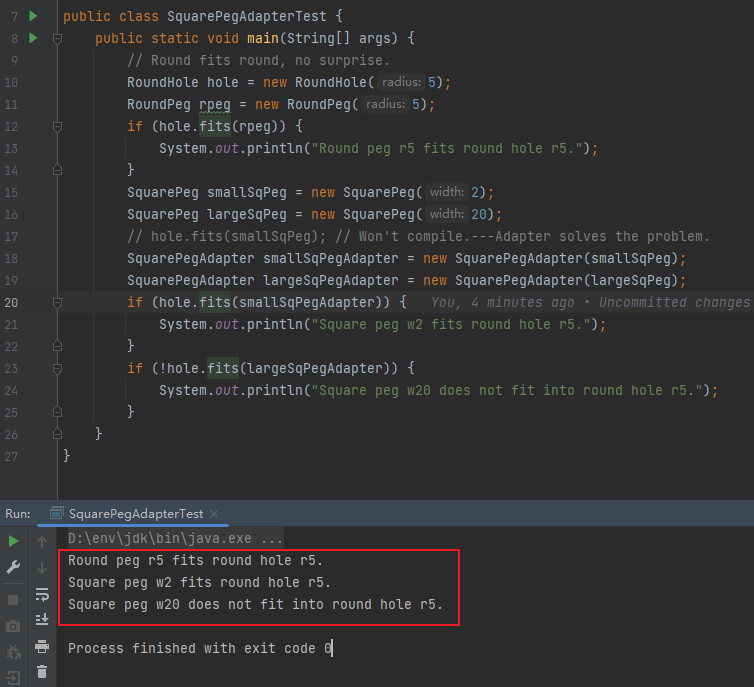 7 public class SquarePegAdapterTest {
8 public static void main(String[] args) {
9 // Round fits round, no surprise.
10 RoundHole hole = new RoundHole( radius: 5);
11 RoundPeg rpeg = new RoundPeg( radius: 5);
12 if (hole.fits(rpeg)) {
13 System.out.println("Round peg r5 fits round hole r5.");
14 }
15 SquarePeg smallSqPeg = new SquarePeg( width: 2);
16 SquarePeg largeSqPeg = new SquarePeg( width: 20);
17 // hole.fits(smallSqPeg); // Won't compile.---Adapter solves the problem.
18 SquarePegAdapter smallSqPegAdapter = new SquarePegAdapter(smallSqPeg);
19 SquarePegAdapter largeSqPegAdapter = new SquarePegAdapter(largeSqPeg);
20 if (hole.fits(smallSqPegAdapter)) { You, 4 minutes ago • Uncommitted changes
21 System.out.println("Square peg w2 fits round hole r5.");
22 }
23 if (!hole.fits(largeSqPegAdapter)) {
24 System.out.println("Square peg w20 does not fit into round hole r5.");
25 }
26 }
27 }
Run: SquarePegAdapterTest ×
D:\env\jdk\bin\java.exe ...
Round peg r5 fits round hole r5.
Square peg w2 fits round hole r5.
Square peg w20 does not fit into round hole r5.
Process finished with exit code 0